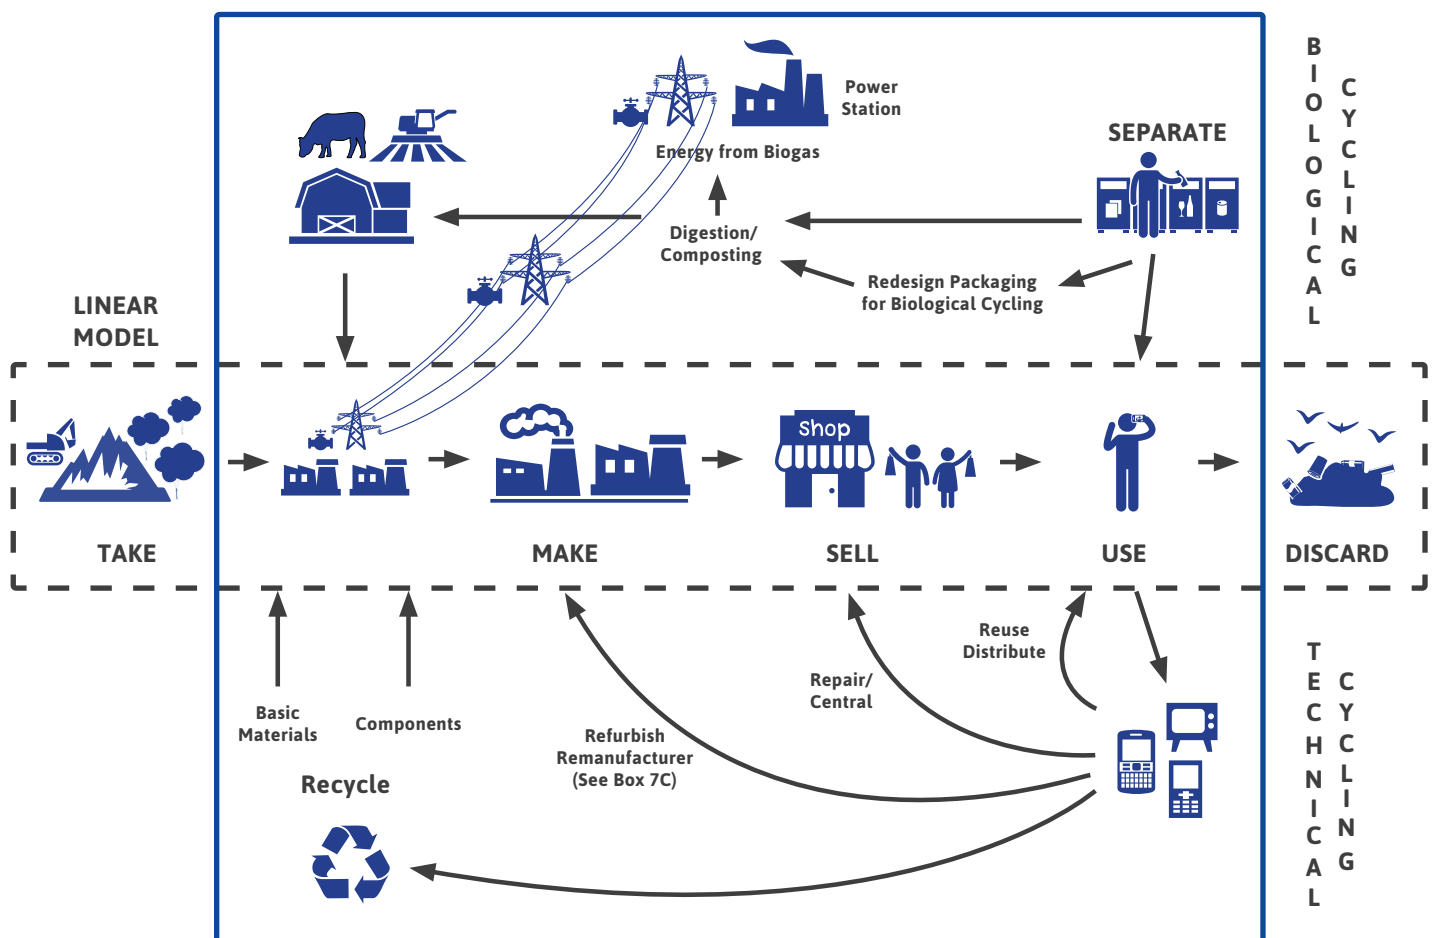 Power
Station
Energy from Biogas
SEPARATE
Digestion/
Composting
Redesign Packaging
for Biological Cycling
BIOLOGICAL
CYCLING
LINEAR
MODEL
Shop
TAKE
MAKE
SELL
USE
DISCARD
Reuse
Distribute
Repair/
Central
Basic
Materials
Components
Refurbish
Remanufacturer
(See Box 7C)
Recycle
TECHNICAL
CYCLING